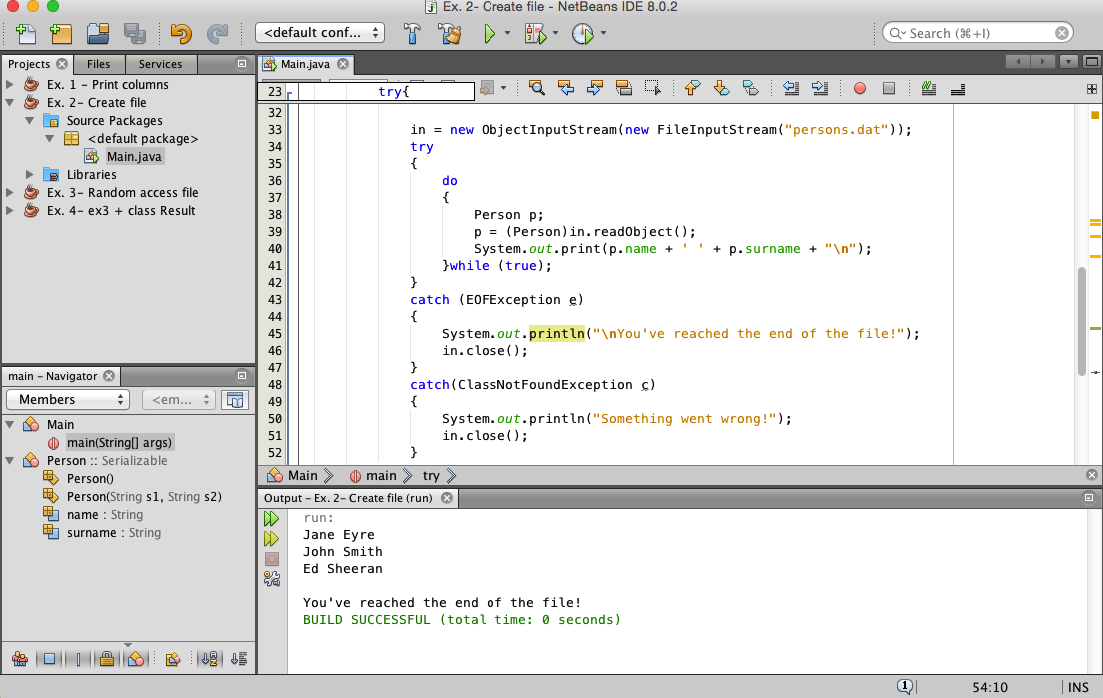 Ex. 2- Create file - NetBeans IDE 8.0.2
<default conf...
Search (⌘+I)
Projects
Files
Services
Ex. 1 - Print columns
Ex. 2- Create file
Source Packages
<default package>
Main.java
Libraries
Ex. 3- Random access file
Ex. 4- ex3 + class Result
main - Navigator
Members
<em...
Main
main(String[] args)
Person :: Serializable
Person()
Person(String s1, String s2)
name : String
surname : String
Main.java
23 try{
32
33 in = new ObjectInputStream(new FileInputStream("persons.dat"));
34 try
35 {
36 do
37 {
38 Person p;
39 p = (Person)in.readObject();
40 System.out.print(p.name + ' ' + p.surname + "\n");
41 }while (true);
42 }
43 catch (EOFException e)
44 {
45 System.out.println("\nYou've reached the end of the file!");
46 in.close();
47 }
48 catch(ClassNotFoundException c)
49 {
50 System.out.println("Something went wrong!");
51 in.close();
52 }
Main main try
Output - Ex. 2- Create file (run)
run:
Jane Eyre
John Smith
Ed Sheeran
You've reached the end of the file!
BUILD SUCCESSFUL (total time: 0 seconds)
1
54:10
INS